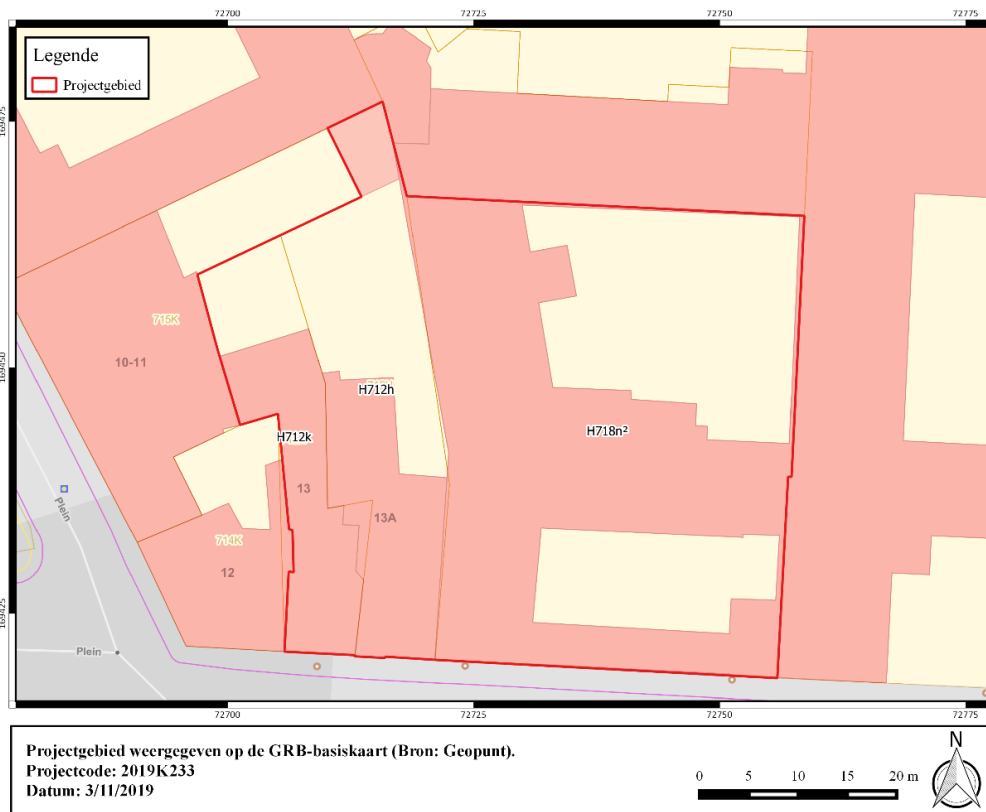 72700 72725 72750 72775
Legende
Projectgebied
169475
169450
169425
715K
10-11
H712h
H712k
H718n²
13
13A
Plein
714K
12
Plein
72700 72725 72750 72775
Projectgebied weergegeven op de GRB-basiskaart (Bron: Geopunt).
Projectcode: 2019K233
Datum: 3/11/2019
0 5 10 15 20 m
N